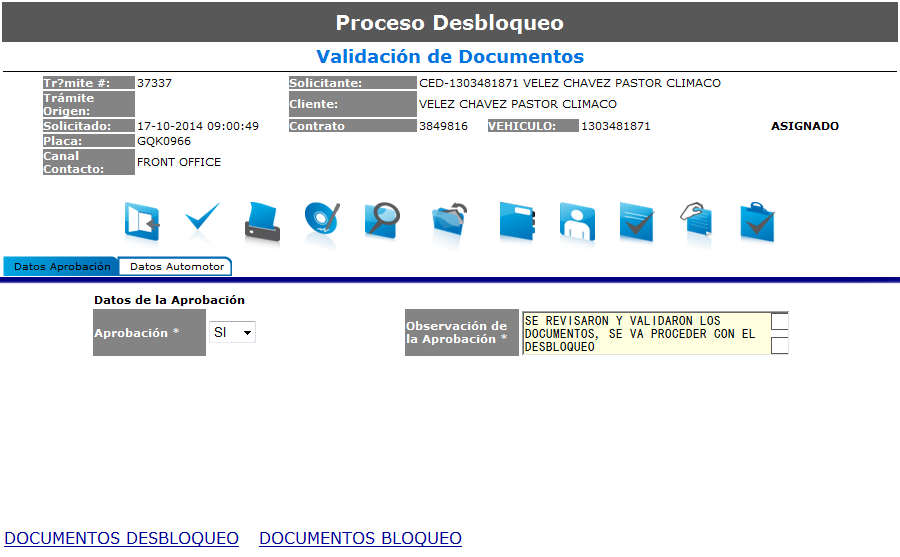 Proceso Desbloqueo
Validación de Documentos
Tr?mite #: 37337 Solicitante: CED-1303481871 VELEZ CHAVEZ PASTOR CLIMACO
Trámite
Origen:
Cliente: VELEZ CHAVEZ PASTOR CLIMACO
Solicitado: 17-10-2014 09:00:49 Contrato 3849816 VEHICULO: 1303481871 ASIGNADO
Placa: GQK0966
Canal
Contacto:
FRONT OFFICE
Datos Aprobación Datos Automotor
Datos de la Aprobación
Aprobación * SI
Observación de
la Aprobación *
SE REVISARON Y VALIDARON LOS
DOCUMENTOS, SE VA PROCEDER CON EL
DESBLOQUEO
DOCUMENTOS DESBLOQUEO DOCUMENTOS BLOQUEO